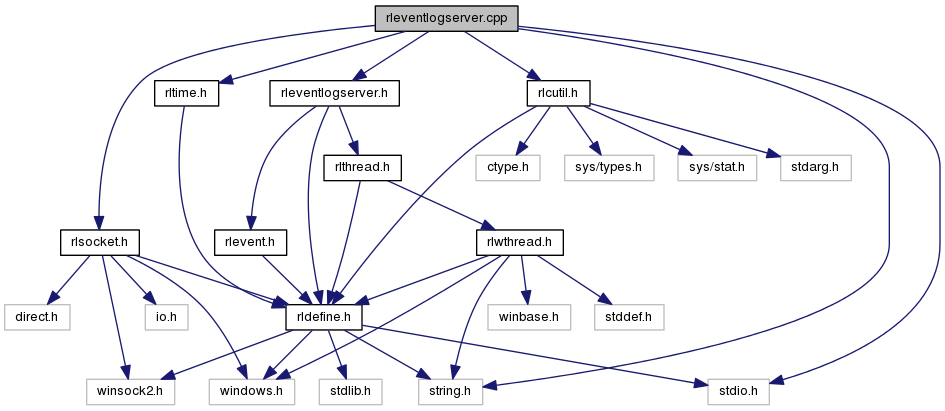 rleventlogserver.cpp
rltime.h
rleventlogserver.h
rlcutil.h
rlthread.h
ctype.h
sys/types.h
sys/stat.h
stdarg.h
rlsocket.h
rlevent.h
rlwthread.h
direct.h
io.h
rldefine.h
winbase.h
stddef.h
winsock2.h
windows.h
stdlib.h
string.h
stdio.h